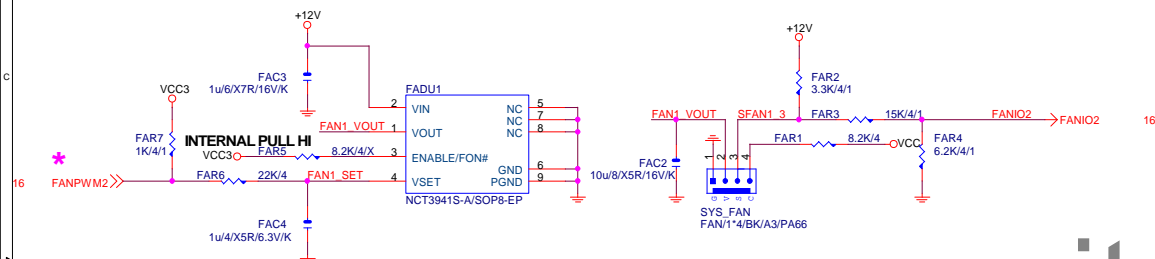 +12V
+12V
C
FAC3
1u/6/X7R/16V/K
FADU1
FAR2
3.3K/4/1
VCC3
2
VIN
NC
5
NC
7
NC
8
FAN1_VOUT
1
VOUT
FAN1_VOUT
SFAN1_3
FAR3
15K/4/1
FANIO2
FANIO2
16
FAR7
1K/4/1
INTERNAL PULL HI
VCC3
FAR5
8.2K/4/X
3
ENABLE/FON#
FAR1
8.2K/4
VCC
FAR4
6.2K/4/1
*
GND
6
PGND
9
FAC2
10u/8/X5R/16V/K
1
2
3
4
16
FANPWM2
FAR6
22K/4
FAN1_SET
4
VSET
G
V
S
C
NCT3941S-A/SOP8-EP
FAC4
1u/4/X5R/6.3V/K
SYS_FAN
FAN/1*4/BK/A3/PA66